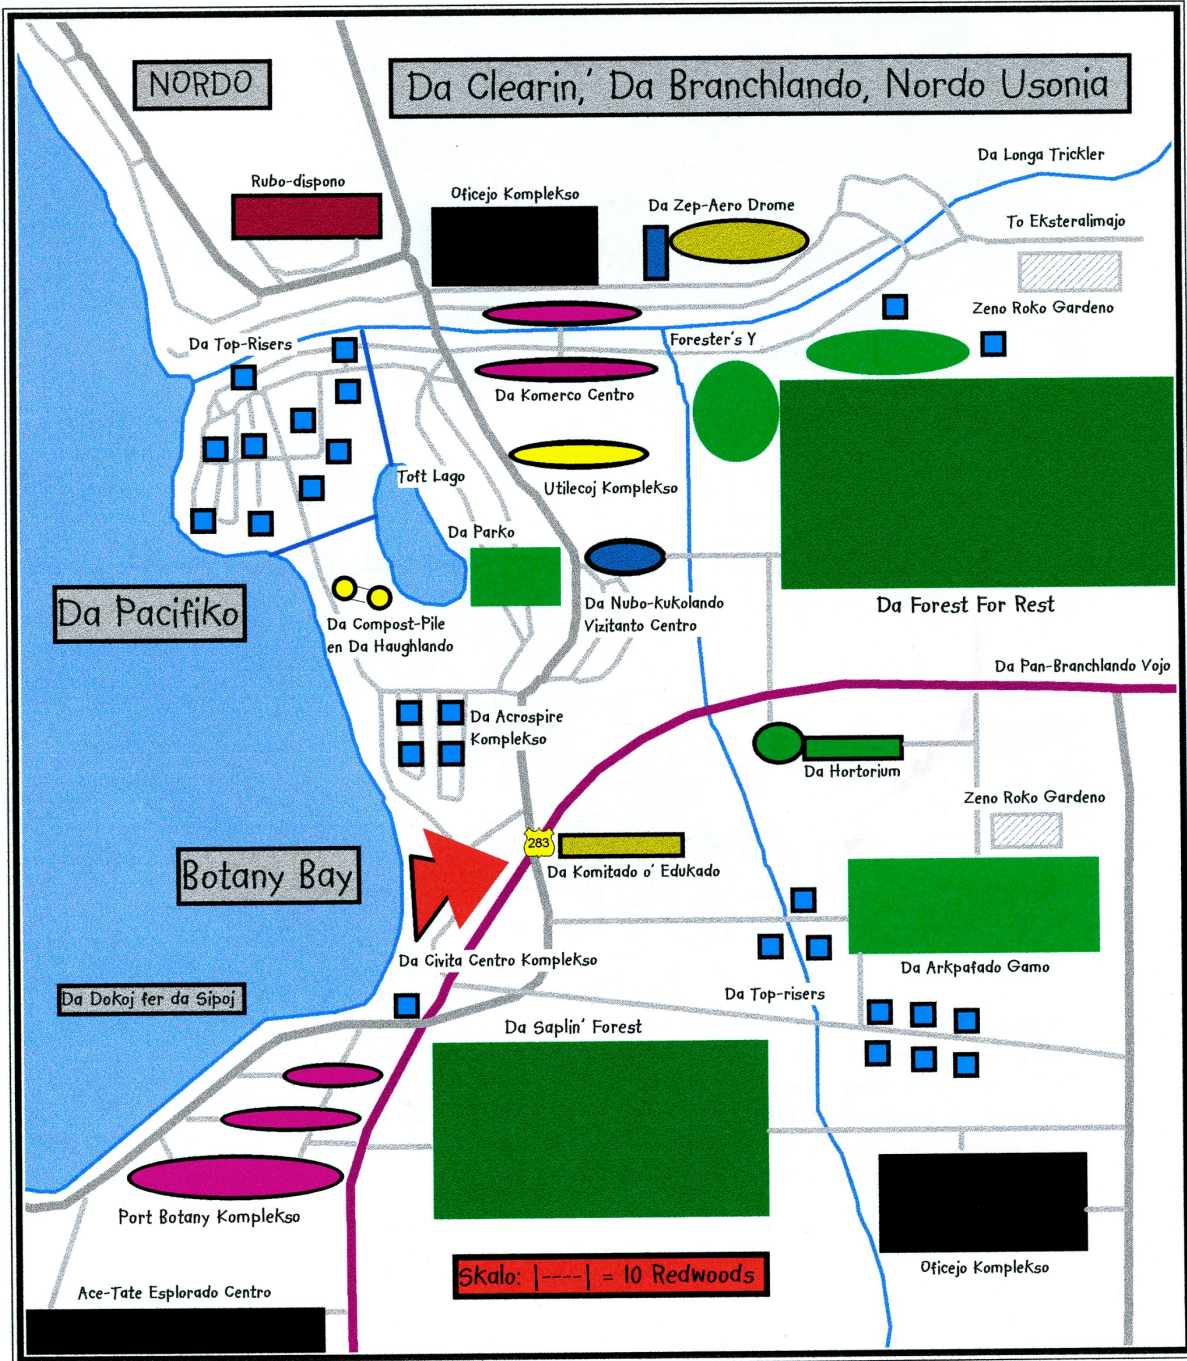 NORDO
Da Clearin,' Da Branchlando, Nordo Usonia
Da Longa Trickler
Rubo-dispono
Oficejo Komplekso
Da Zep-Aero Drome
To Eksteralimajo
Zeno Roko Gardeno
Da Top-Risers
Forester's Y
Da Komerco Centro
Toft Lago
Utilecoj Komplekso
Da Parko
Da Pacifiko
Da Compost-Pile
en Da Haughlando
Da Nubo-kukolando
Vizitanto Centro
Da Forest For Rest
Da Pan-Branchlando Vojo
Da Acrospire
Komplekso
Da Hortorium
Zeno Roko Gardeno
283
Da Komitado o' Edukado
Botany Bay
Da Civita Centro Komplekso
Da Arkpafado Gamo
Da Dokoj fer da Sipoj
Da Top-risers
Da Saplin' Forest
Port Botany Komplekso
Skalo: |----| = 10 Redwoods
Oficejo Komplekso
Ace-Tate Esplorado Centro